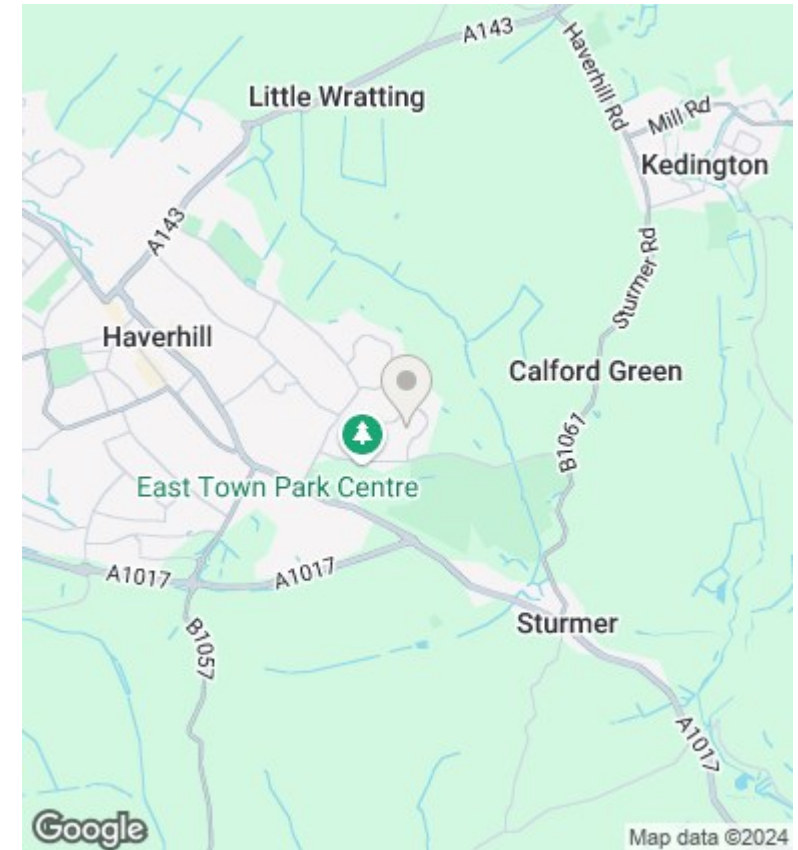 A143
Little Wratting
Haverhill Rd
Mill Rd
Kedington
A143
Sturmer Rd
Haverhill
Calford Green
B1061
East Town Park Centre
A1017
A1017
Sturmer
B1057
A1017
Google
Map data ©2024